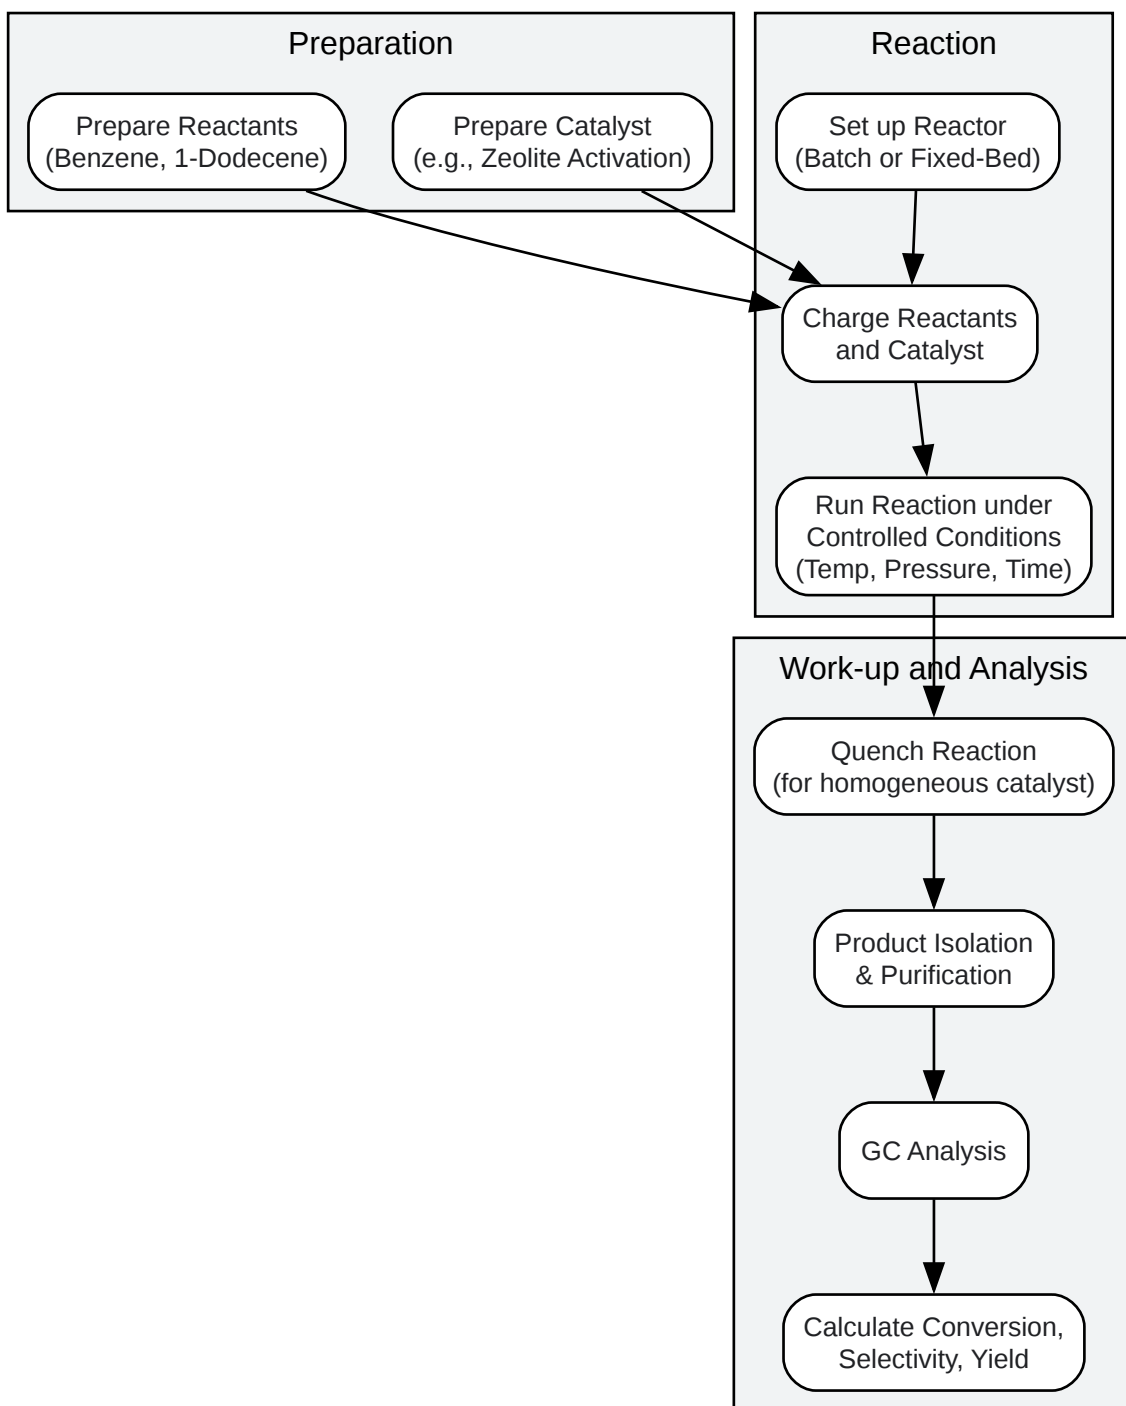 Preparation
Prepare Reactants
(Benzene, 1-Dodecene)
Prepare Catalyst
(e.g., Zeolite Activation)
Reaction
Set up Reactor
(Batch or Fixed-Bed)
Charge Reactants
and Catalyst
Run Reaction under
Controlled Conditions
(Temp, Pressure, Time)
Work-up and Analysis
Quench Reaction
(for homogeneous catalyst)
Product Isolation
& Purification
GC Analysis
Calculate Conversion,
Selectivity, Yield